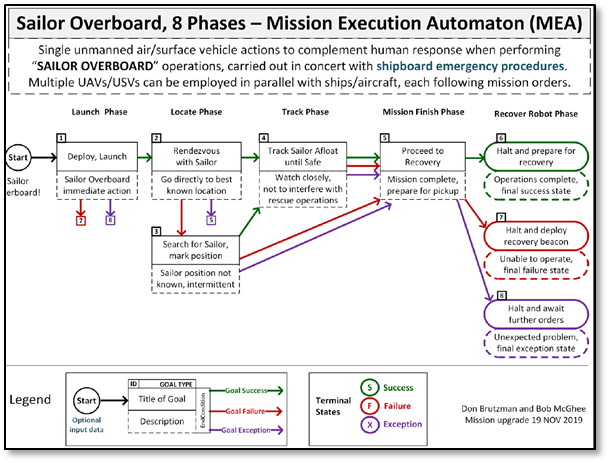 Sailor Overboard, 8 Phases – Mission Execution Automaton (MEA)
Single unmanned air/surface vehicle actions to complement human response when performing
“SAILOR OVERBOARD” operations, carried out in concert with shipboard emergency procedures.
Multiple UAVs/USVs can be employed in parallel with ships/aircraft, each following mission orders.
Launch Phase
Locate Phase
Track Phase
Mission Finish Phase
Recover Robot Phase
Start
Sailor
erboard!
1
Deploy, Launch
Sailor Overboard
immediate action
7
8
2
Rendezvous
with Sailor
Go directly to best
known location
5
3
Search for Sailor,
mark position
Sailor position not
known, intermittent
4
Track Sailor Afloat
until Safe
Watch closely,
not to interfere with
rescue operations
5
Proceed to
Recovery
Mission complete,
prepare for pickup
6
Halt and prepare for
recovery
Operations complete,
final success state
7
Halt and deploy
recovery beacon
Unable to operate,
final failure state
8
Halt and await
further orders
Unexpected problem,
final exception state
Legend
Start
Optional
input data
ID
GOAL TYPE
Title of Goal
Description
EndCondition
Goal Success
Goal Failure
Goal Exception
Terminal
States
S Success
F Failure
X Exception
Don Brutzman and Bob McGhee
Mission upgrade 19 NOV 2019